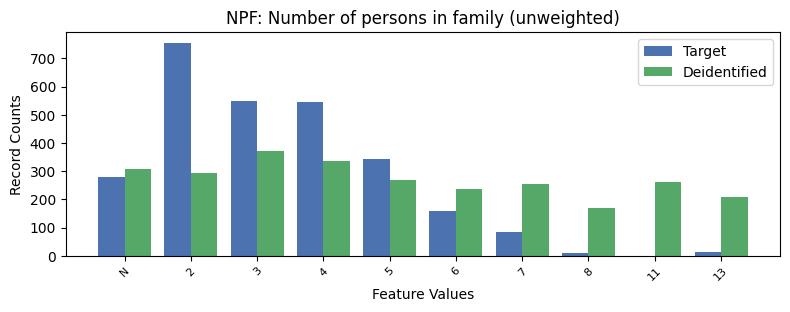 NPF: Number of persons in family (unweighted)
Target
Deidentified
Record Counts
700
600
500
400
300
200
100
0
N 2 3 4 5 6 7 8 11 13
Feature Values